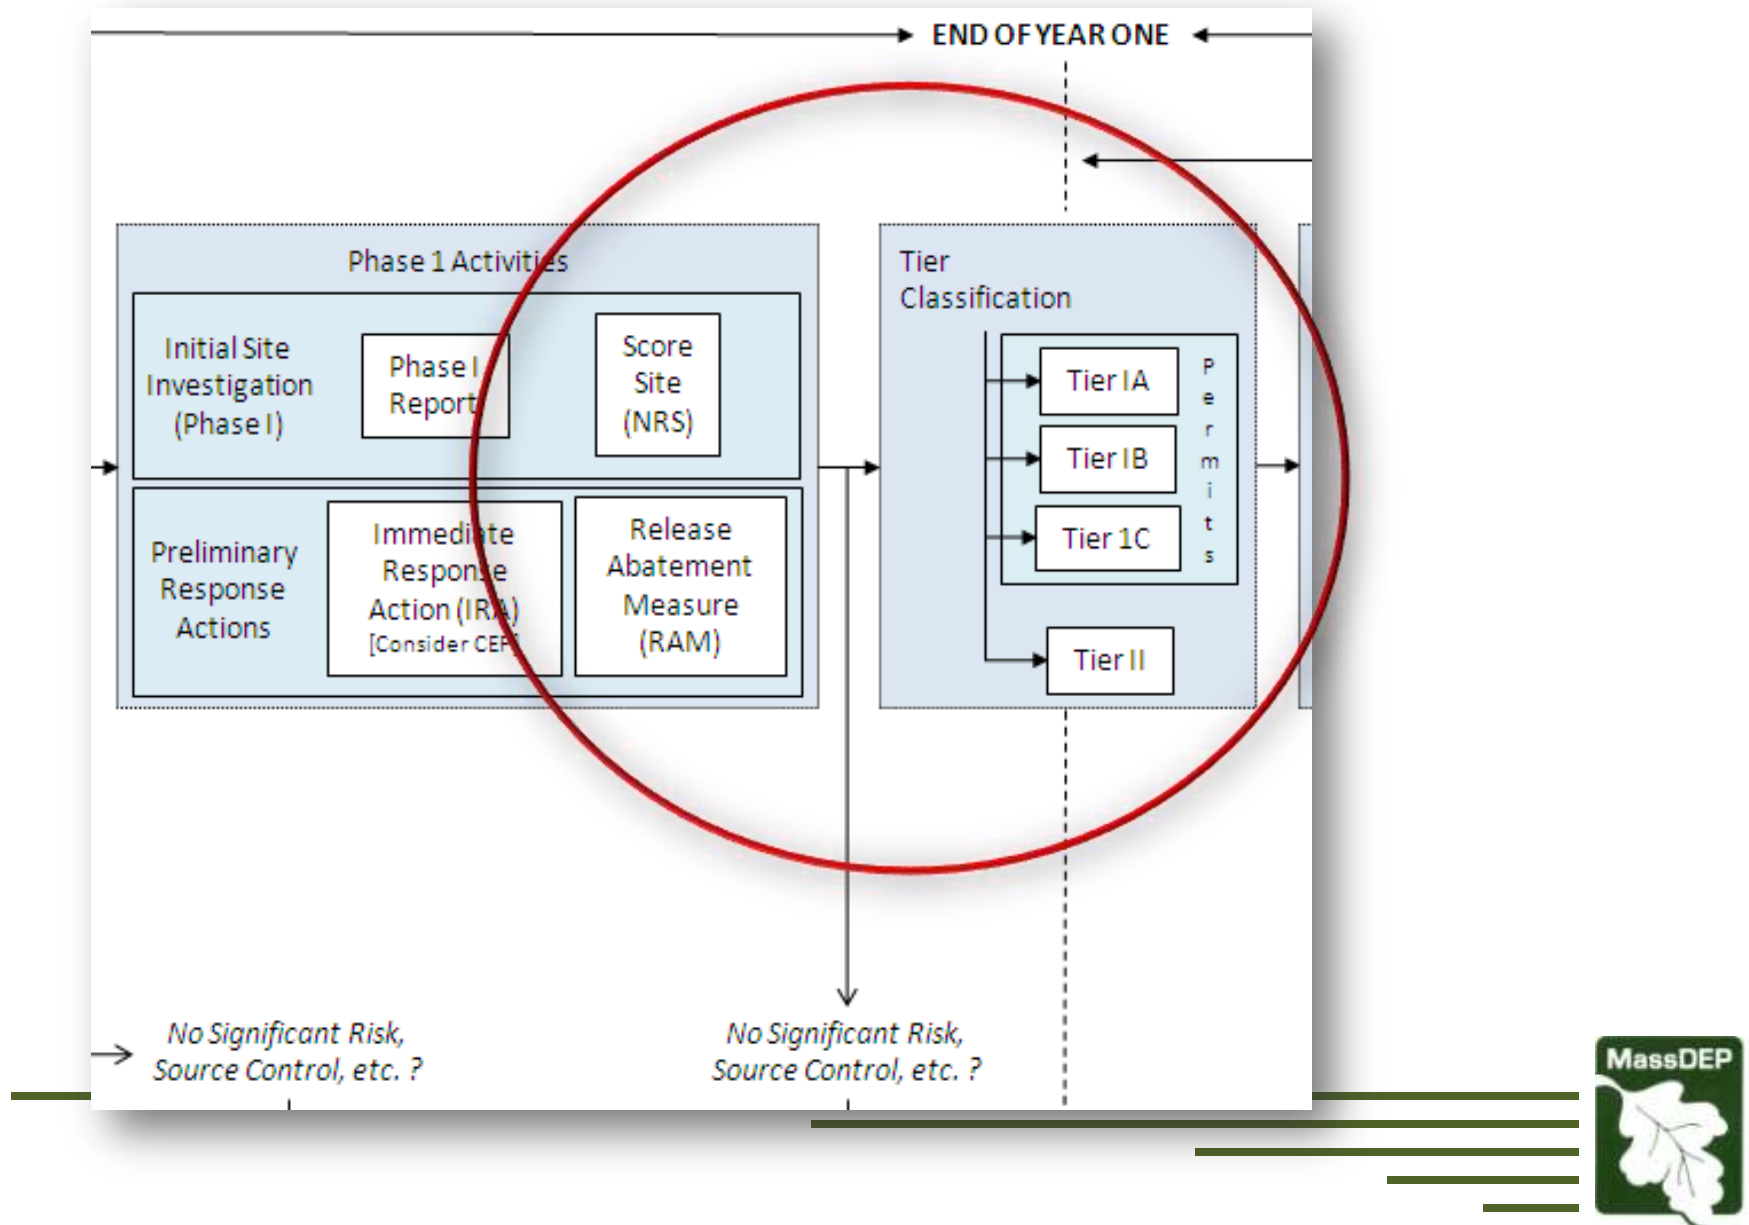 END OF YEAR ONE
Phase 1 Activities
Initial Site
Investigation
(Phase I)
Phase I
Report
Score
Site
(NRS)
Preliminary
Response
Actions
Immediate
Response
Action (IRA)
[Consider CEP]
Release
Abatement
Measure
(RAM)
Tier
Classification
Tier IA
Tier IB
Tier 1C
Permits
Tier II
No Significant Risk,
Source Control, etc. ?
No Significant Risk,
Source Control, etc. ?
MassDEP